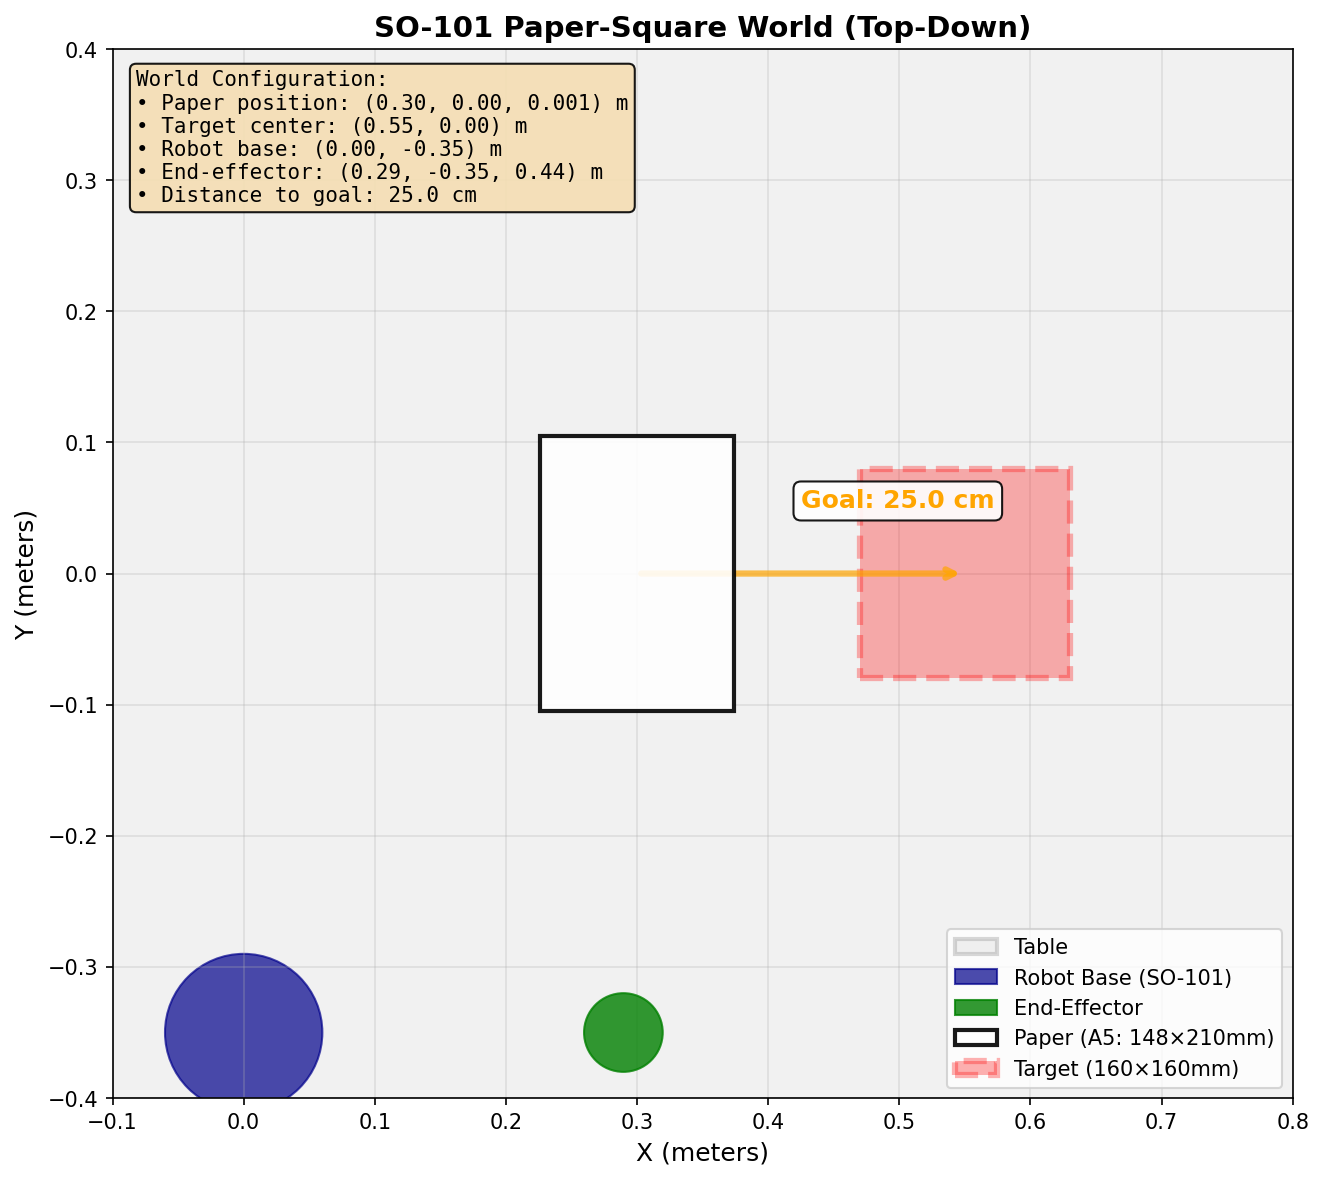 SO-101 Paper-Square World (Top-Down)
World Configuration:
• Paper position: (0.30, 0.00, 0.001) m
• Target center: (0.55, 0.00) m
• Robot base: (0.00, -0.35) m
• End-effector: (0.29, -0.35, 0.44) m
• Distance to goal: 25.0 cm
0.4
0.3
0.2
0.1
0.0
−0.1
−0.2
−0.3
−0.4
Y (meters)
Goal: 25.0 cm
Table
Robot Base (SO-101)
End-Effector
Paper (A5: 148×210mm)
Target (160×160mm)
−0.1 0.0 0.1 0.2 0.3 0.4 0.5 0.6 0.7 0.8
X (meters)